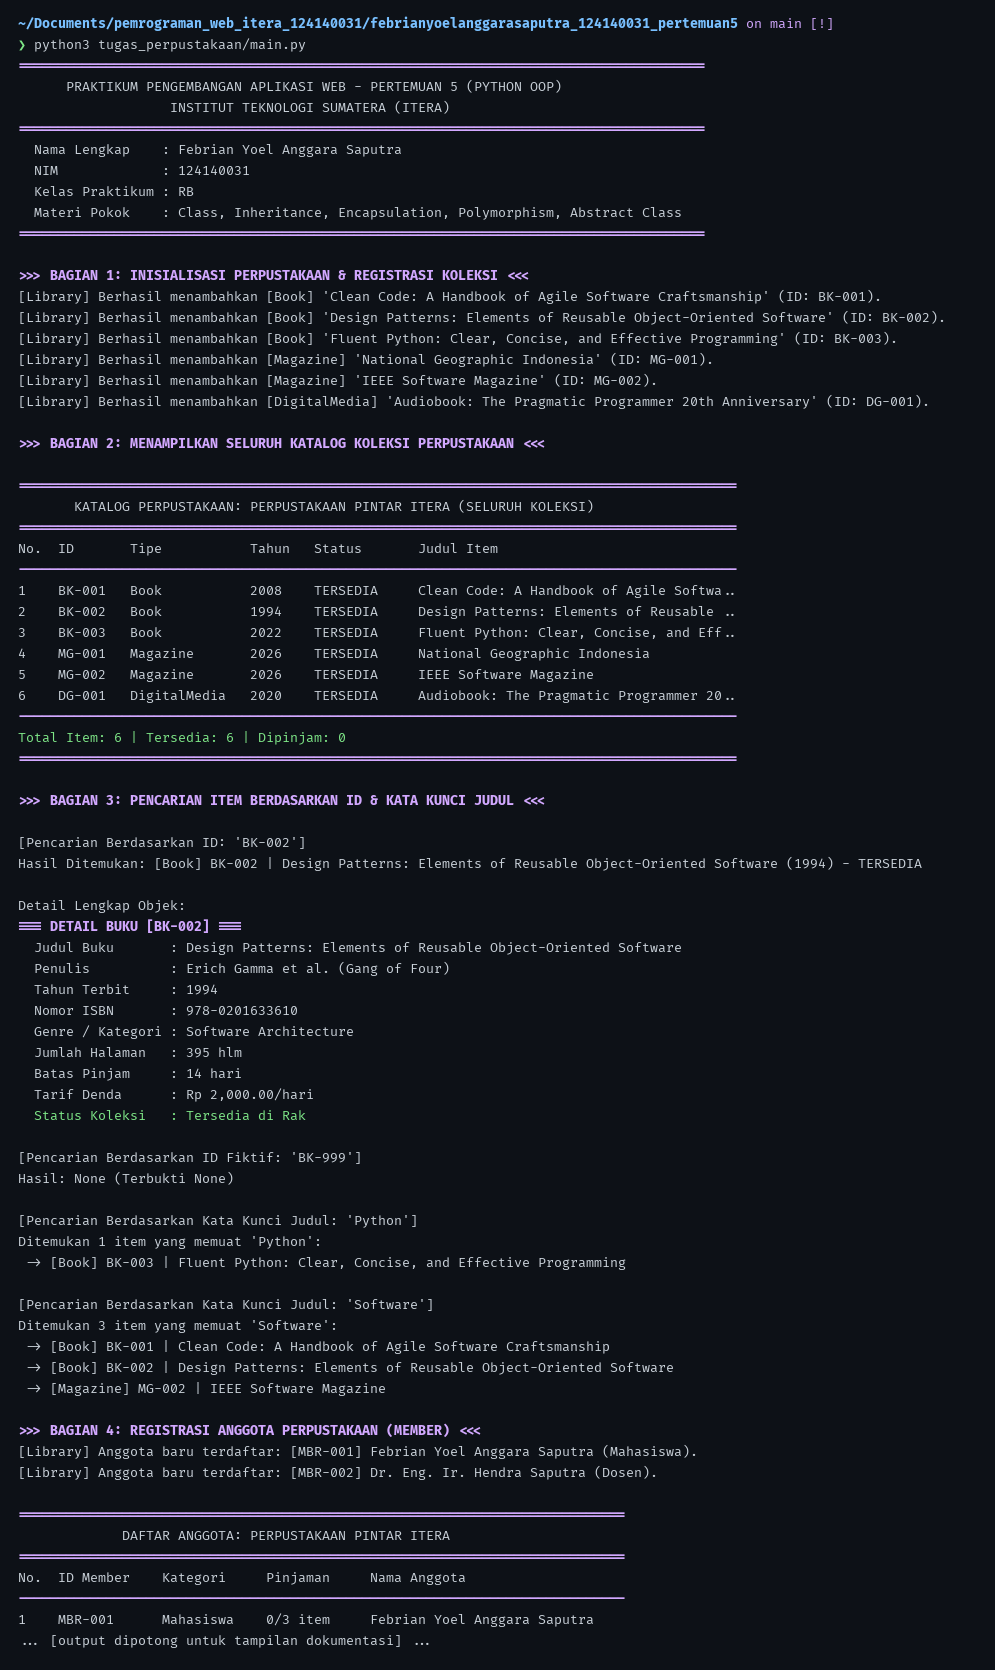 ~/Documents/pemrograman_web_itera_124140031/febrianyoelanggarasaputra_124140031_pertemuan5 on main [!]
❯ python3 tugas_perpustakaan/main.py
======================================================================================
      PRAKTIKUM PENGEMBANGAN APLIKASI WEB - PERTEMUAN 5 (PYTHON OOP)
                   INSTITUT TEKNOLOGI SUMATERA (ITERA)
======================================================================================
  Nama Lengkap    : Febrian Yoel Anggara Saputra
  NIM             : 124140031
  Kelas Praktikum : RB
  Materi Pokok    : Class, Inheritance, Encapsulation, Polymorphism, Abstract Class
======================================================================================

>>> BAGIAN 1: INISIALISASI PERPUSTAKAAN & REGISTRASI KOLEKSI <<<
[Library] Berhasil menambahkan [Book] 'Clean Code: A Handbook of Agile Software Craftsmanship' (ID: BK-001).
[Library] Berhasil menambahkan [Book] 'Design Patterns: Elements of Reusable Object-Oriented Software' (ID: BK-002).
[Library] Berhasil menambahkan [Book] 'Fluent Python: Clear, Concise, and Effective Programming' (ID: BK-003).
[Library] Berhasil menambahkan [Magazine] 'National Geographic Indonesia' (ID: MG-001).
[Library] Berhasil menambahkan [Magazine] 'IEEE Software Magazine' (ID: MG-002).
[Library] Berhasil menambahkan [DigitalMedia] 'Audiobook: The Pragmatic Programmer 20th Anniversary' (ID: DG-001).

>>> BAGIAN 2: MENAMPILKAN SELURUH KATALOG KOLEKSI PERPUSTAKAAN <<<

==========================================================================================
       KATALOG PERPUSTAKAAN: PERPUSTAKAAN PINTAR ITERA (SELURUH KOLEKSI)
==========================================================================================
No.  ID       Tipe           Tahun   Status       Judul Item
------------------------------------------------------------------------------------------
1    BK-001   Book           2008    TERSEDIA     Clean Code: A Handbook of Agile Softwa..
2    BK-002   Book           1994    TERSEDIA     Design Patterns: Elements of Reusable ..
3    BK-003   Book           2022    TERSEDIA     Fluent Python: Clear, Concise, and Eff..
4    MG-001   Magazine       2026    TERSEDIA     National Geographic Indonesia
5    MG-002   Magazine       2026    TERSEDIA     IEEE Software Magazine
6    DG-001   DigitalMedia   2020    TERSEDIA     Audiobook: The Pragmatic Programmer 20..
------------------------------------------------------------------------------------------
Total Item: 6 | Tersedia: 6 | Dipinjam: 0
==========================================================================================

>>> BAGIAN 3: PENCARIAN ITEM BERDASARKAN ID & KATA KUNCI JUDUL <<<

[Pencarian Berdasarkan ID: 'BK-002']
Hasil Ditemukan: [Book] BK-002 | Design Patterns: Elements of Reusable Object-Oriented Software (1994) - TERSEDIA

Detail Lengkap Objek:
=== DETAIL BUKU [BK-002] ===
  Judul Buku       : Design Patterns: Elements of Reusable Object-Oriented Software
  Penulis          : Erich Gamma et al. (Gang of Four)
  Tahun Terbit     : 1994
  Nomor ISBN       : 978-0201633610
  Genre / Kategori : Software Architecture
  Jumlah Halaman   : 395 hlm
  Batas Pinjam     : 14 hari
  Tarif Denda      : Rp 2,000.00/hari
  Status Koleksi   : Tersedia di Rak

[Pencarian Berdasarkan ID Fiktif: 'BK-999']
Hasil: None (Terbukti None)

[Pencarian Berdasarkan Kata Kunci Judul: 'Python']
Ditemukan 1 item yang memuat 'Python':
 -> [Book] BK-003 | Fluent Python: Clear, Concise, and Effective Programming

[Pencarian Berdasarkan Kata Kunci Judul: 'Software']
Ditemukan 3 item yang memuat 'Software':
 -> [Book] BK-001 | Clean Code: A Handbook of Agile Software Craftsmanship
 -> [Book] BK-002 | Design Patterns: Elements of Reusable Object-Oriented Software
 -> [Magazine] MG-002 | IEEE Software Magazine

>>> BAGIAN 4: REGISTRASI ANGGOTA PERPUSTAKAAN (MEMBER) <<<
[Library] Anggota baru terdaftar: [MBR-001] Febrian Yoel Anggara Saputra (Mahasiswa).
[Library] Anggota baru terdaftar: [MBR-002] Dr. Eng. Ir. Hendra Saputra (Dosen).

============================================================================
             DAFTAR ANGGOTA: PERPUSTAKAAN PINTAR ITERA
============================================================================
No.  ID Member    Kategori     Pinjaman     Nama Anggota
----------------------------------------------------------------------------
1    MBR-001      Mahasiswa    0/3 item     Febrian Yoel Anggara Saputra
... [output dipotong untuk tampilan dokumentasi] ...